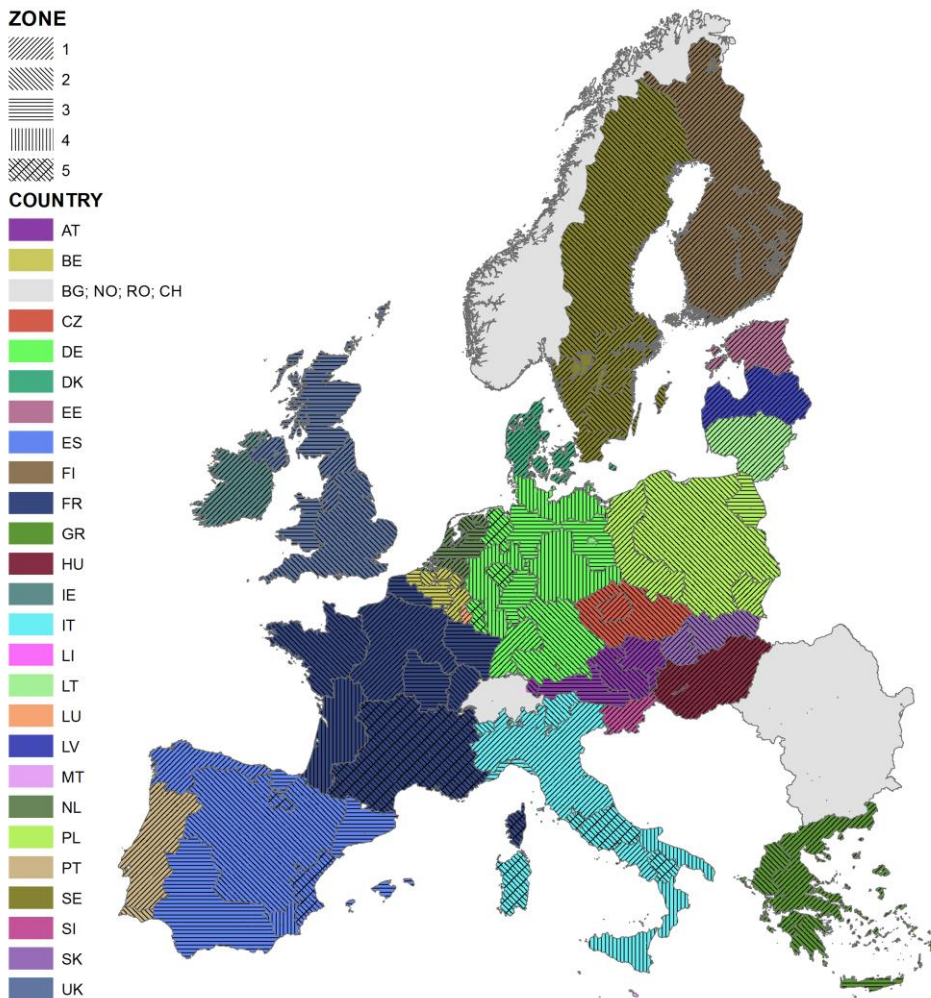 ZONE
1
2
3
4
5
COUNTRY
AT
BE
BG; NO; RO; CH
CZ
DE
DK
EE
ES
FI
FR
GR
HU
IE
IT
LI
LT
LU
LV
MT
NL
PL
PT
SE
SI
SK
UK